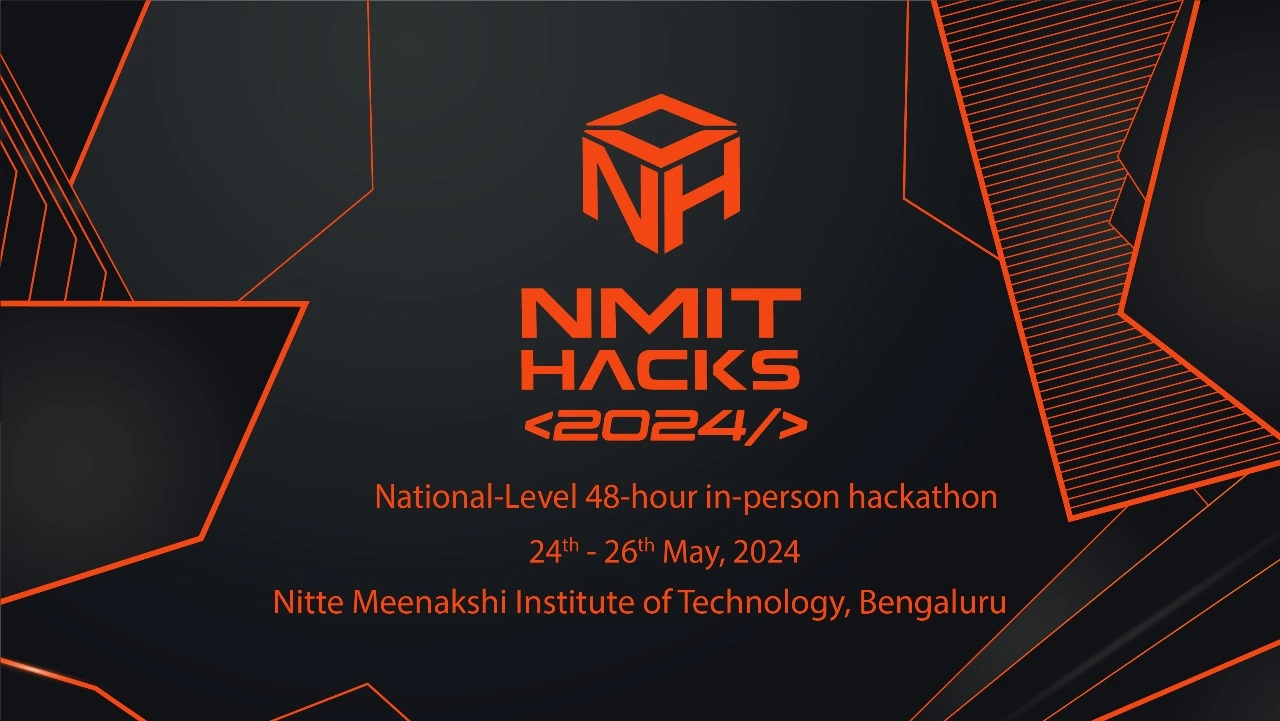 NH
NMIT
HACKS
<2024/>
National-Level 48-hour in-person hackathon
24th - 26th May, 2024
Nitte Meenakshi Institute of Technology, Bengaluru